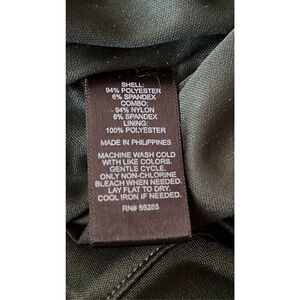 SHELL:
94% POLYESTER
6% SPANDEX
COMBO:
94% NYLON
6% SPANDEX
LINING:
100% POLYESTER
MADE IN PHILIPPINES
MACHINE WASH COLD
WITH LIKE COLORS.
GENTLE CYCLE.
ONLY NON-CHLORINE
BLEACH WHEN NEEDED.
LAY FLAT TO DRY.
COOL IRON IF NEEDED.
RN# 55285